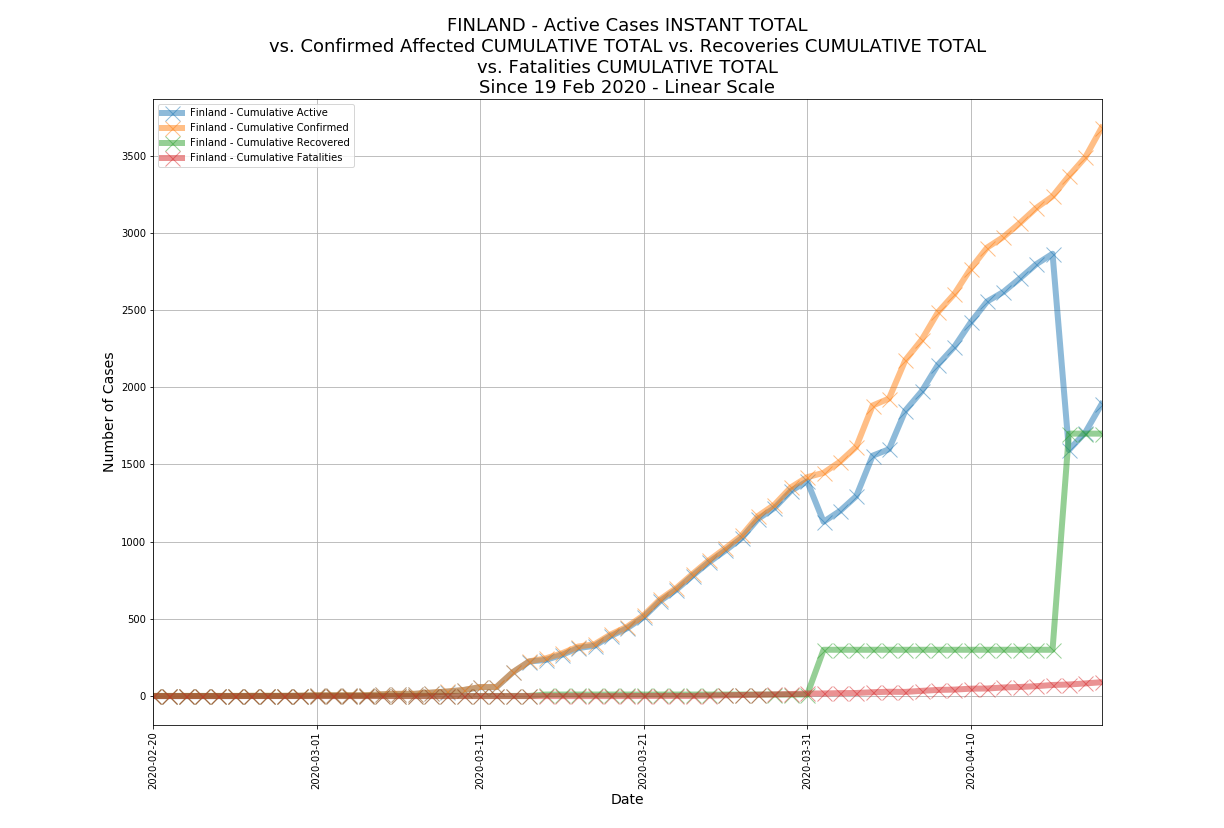 FINLAND - Active Cases INSTANT TOTAL
vs. Confirmed Affected CUMULATIVE TOTAL vs. Recoveries CUMULATIVE TOTAL
vs. Fatalities CUMULATIVE TOTAL
Since 19 Feb 2020 - Linear Scale
Finland - Cumulative Active
Finland - Cumulative Confirmed
Finland - Cumulative Recovered
Finland - Cumulative Fatalities
Number of Cases
3500
3000
2500
2000
1500
1000
500
0
2020-02-20
2020-03-01
2020-03-11
2020-03-21
2020-03-31
2020-04-10
Date